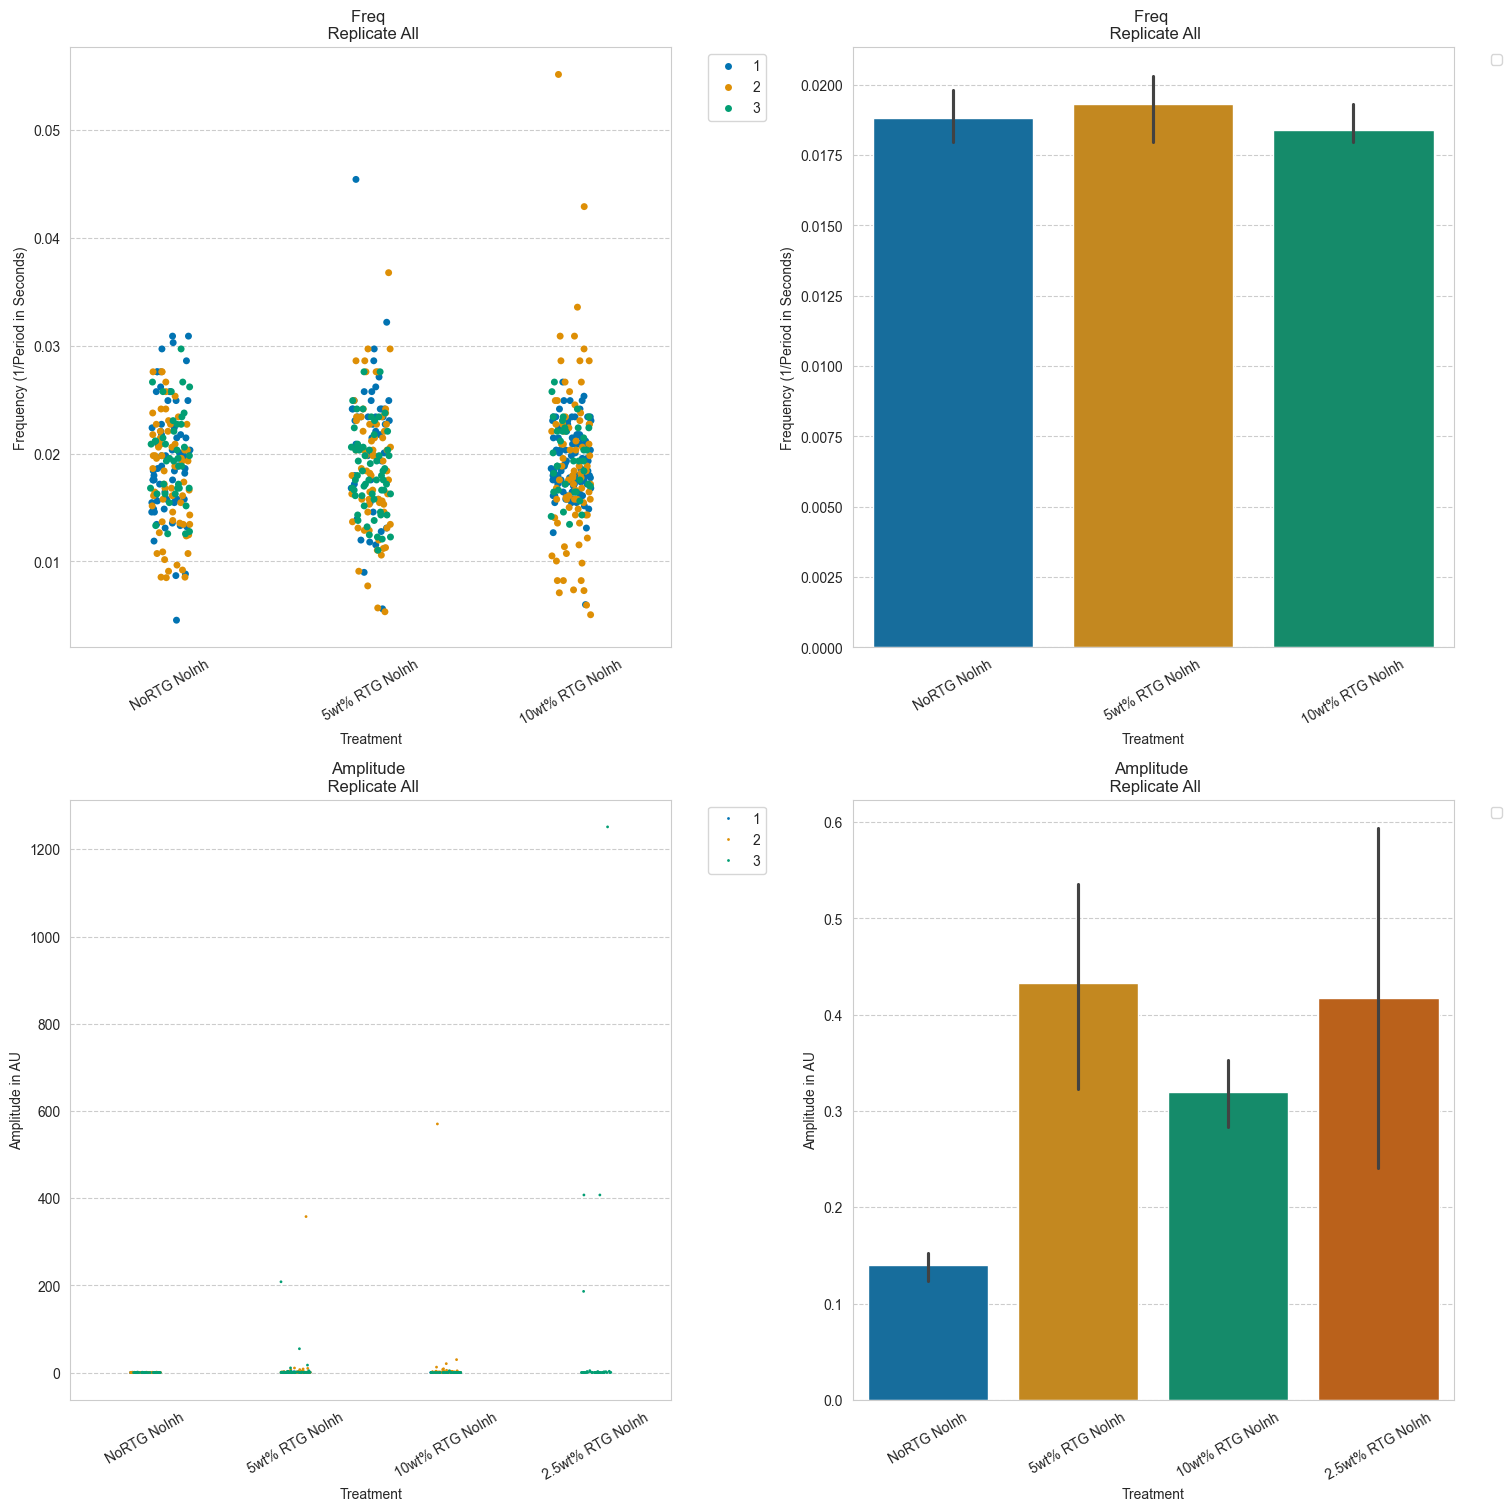 Freq
Replicate All
Frequency (1/Period in Seconds)
0.05
0.04
0.03
0.02
0.01
1
2
3
NoRTG NoInh
5wt% RTG NoInh
10wt% RTG NoInh
Treatment
Freq
Replicate All
Frequency (1/Period in Seconds)
0.0200
0.0175
0.0150
0.0125
0.0100
0.0075
0.0050
0.0025
0.0000
NoRTG NoInh
5wt% RTG NoInh
10wt% RTG NoInh
Treatment
Amplitude
Replicate All
Amplitude in AU
1200
1000
800
600
400
200
0
1
2
3
NoRTG NoInh
5wt% RTG NoInh
10wt% RTG NoInh
2.5wt% RTG NoInh
Treatment
Amplitude
Replicate All
Amplitude in AU
0.6
0.5
0.4
0.3
0.2
0.1
0.0
NoRTG NoInh
5wt% RTG NoInh
10wt% RTG NoInh
2.5wt% RTG NoInh
Treatment